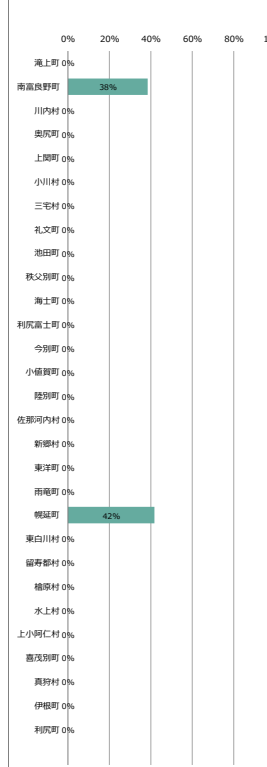 0% 20% 40% 60% 80% 1
滝上町 0%
南富良野町 38%
川内村 0%
奥尻町 0%
上関町 0%
小川村 0%
三宅村 0%
礼文町 0%
池田町 0%
秩父別町 0%
海士町 0%
利尻富士町 0%
今別町 0%
小値賀町 0%
陸別町 0%
佐那河内村 0%
新郷村 0%
東洋町 0%
雨竜町 0%
幌延町 42%
東白川村 0%
留寿都村 0%
檜原村 0%
水上村 0%
上小阿仁村 0%
喜茂別町 0%
真狩村 0%
伊根町 0%
利尻町 0%